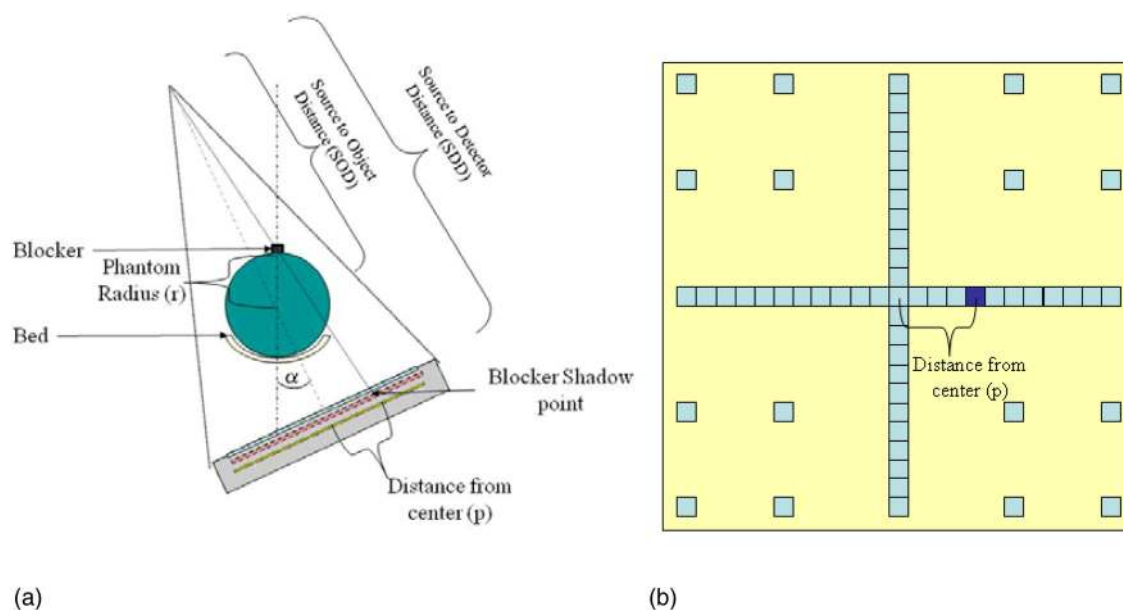 Source to Object
Distance (SOD)
Source to Detector
Distance (SDD)
Blocker
Phantom
Radius (r)
Bed
α
Blocker Shadow
point
Distance from
center (p)
(a)
Distance from
center (p)
(b)